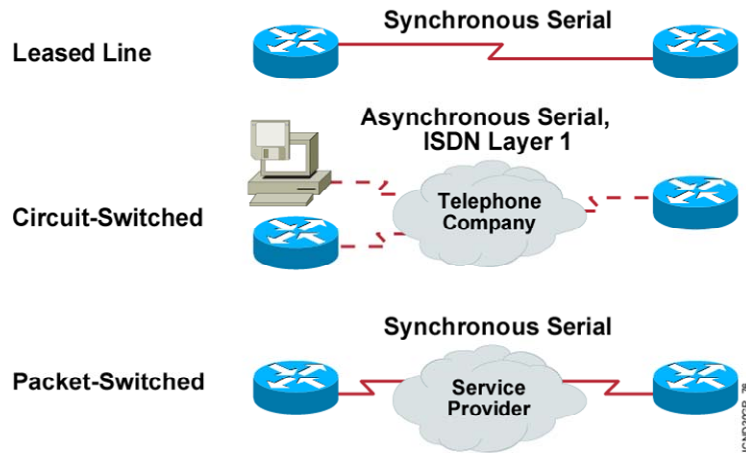 Synchronous Serial
Leased Line
Asynchronous Serial,
ISDN Layer 1
Telephone
Company
Circuit-Switched
Synchronous Serial
Packet-Switched
Service
Provider